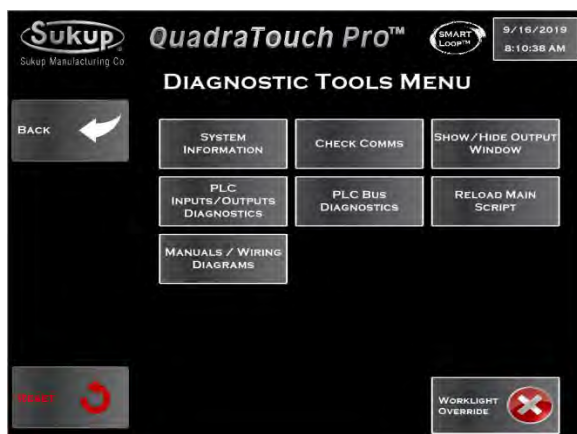 Sukup
Sukup Manufacturing Co
QuadraTouch Pro™
SMART
LOOP™
9/16/2019
8:10:38 AM
DIAGNOSTIC TOOLS MENU
BACK
SYSTEM
INFORMATION
CHECK COMMS
SHOW/HIDE OUTPUT
WINDOW
PLC
INPUTS/OUTPUTS
DIAGNOSTICS
PLC BUS
DIAGNOSTICS
RELOAD MAIN
SCRIPT
MANUALS / WIRING
DIAGRAMS
RESET
WORKLIGHT
OVERRIDE